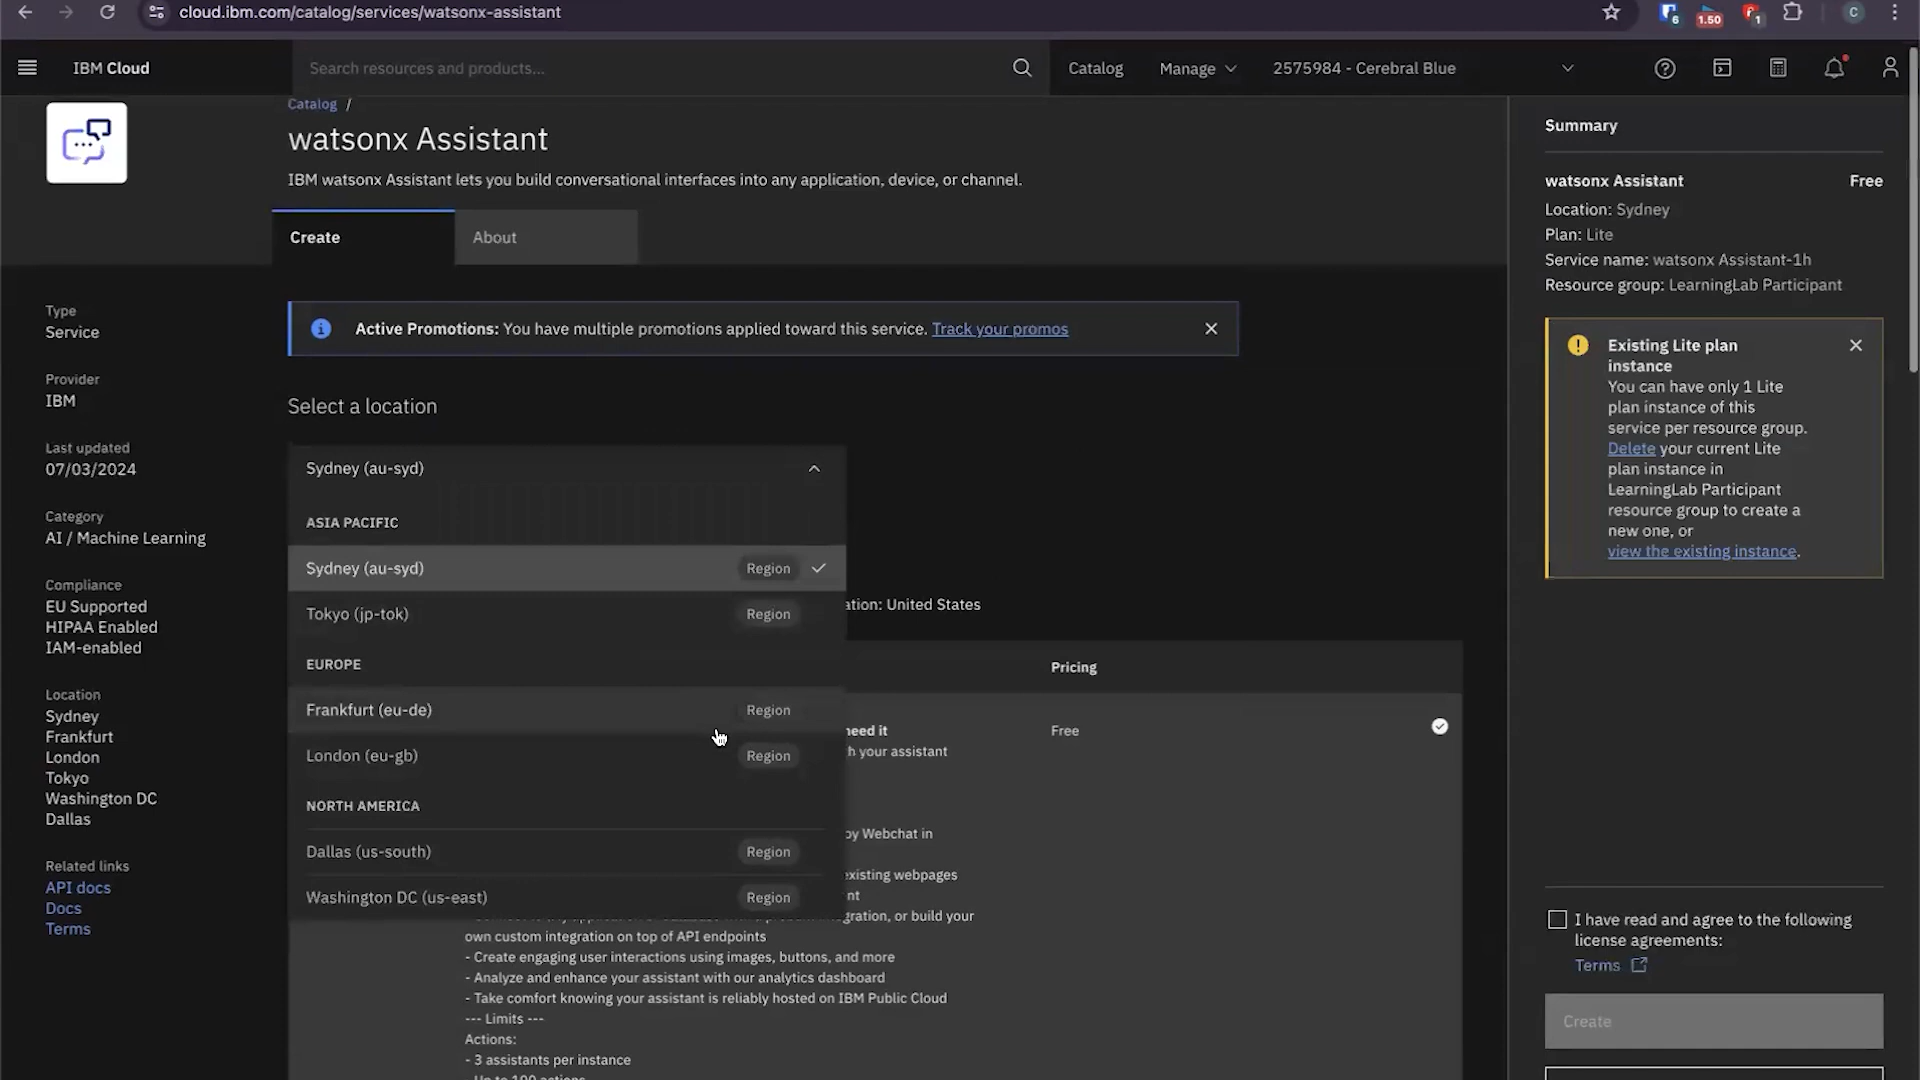 cloud.ibm.com/catalog/services/watsonx-assistant
6
1.50
1
C
IBM Cloud
Search resources and products...
Catalog
Manage
2575984 - Cerebral Blue
Catalog /
watsonx Assistant
IBM watsonx Assistant lets you build conversational interfaces into any application, device, or channel.
Create
About
Type
Service
Provider
IBM
Last updated
07/03/2024
Category
AI / Machine Learning
Compliance
EU Supported
HIPAA Enabled
IAM-enabled
Location
Sydney
Frankfurt
London
Tokyo
Washington DC
Dallas
Related links
API docs
Docs
Terms
Active Promotions: You have multiple promotions applied toward this service. Track your promos
Select a location
Sydney (au-syd)
ASIA PACIFIC
Sydney (au-syd) Region
Tokyo (jp-tok) Region
EUROPE
Frankfurt (eu-de) Region
London (eu-gb) Region
NORTH AMERICA
Dallas (us-south) Region
Washington DC (us-east) Region
ation: United States
Pricing
need it
Free
h your assistant
by Webchat in
existing webpages
nt
gration, or build your
own custom integration on top of API endpoints
- Create engaging user interactions using images, buttons, and more
- Analyze and enhance your assistant with our analytics dashboard
- Take comfort knowing your assistant is reliably hosted on IBM Public Cloud
--- Limits ---
Actions:
- 3 assistants per instance
- Up to 100 actions
Summary
watsonx Assistant Free
Location: Sydney
Plan: Lite
Service name: watsonx Assistant-1h
Resource group: LearningLab Participant
Existing Lite plan
instance
You can have only 1 Lite
plan instance of this
service per resource group.
Delete your current Lite
plan instance in
LearningLab Participant
resource group to create a
new one, or
view the existing instance.
I have read and agree to the following
license agreements:
Terms
Create